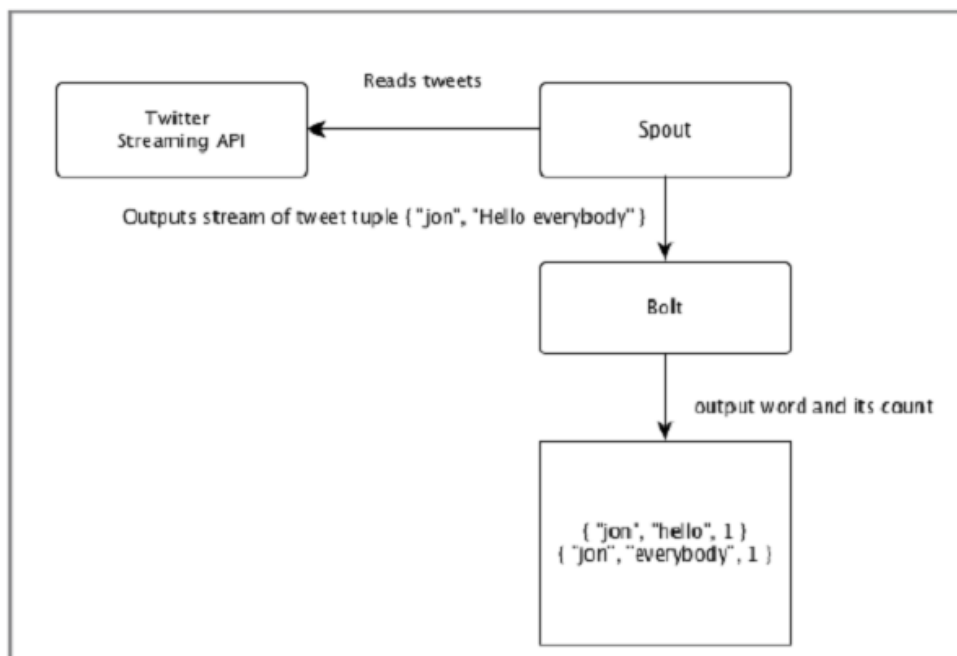 Reads tweets
Twitter
Streaming API
Spout
Outputs stream of tweet tuple { "jon", "Hello everybody" }
Bolt
output word and its count
{ "jon", "hello", 1 }
{ "jon", "everybody", 1 }